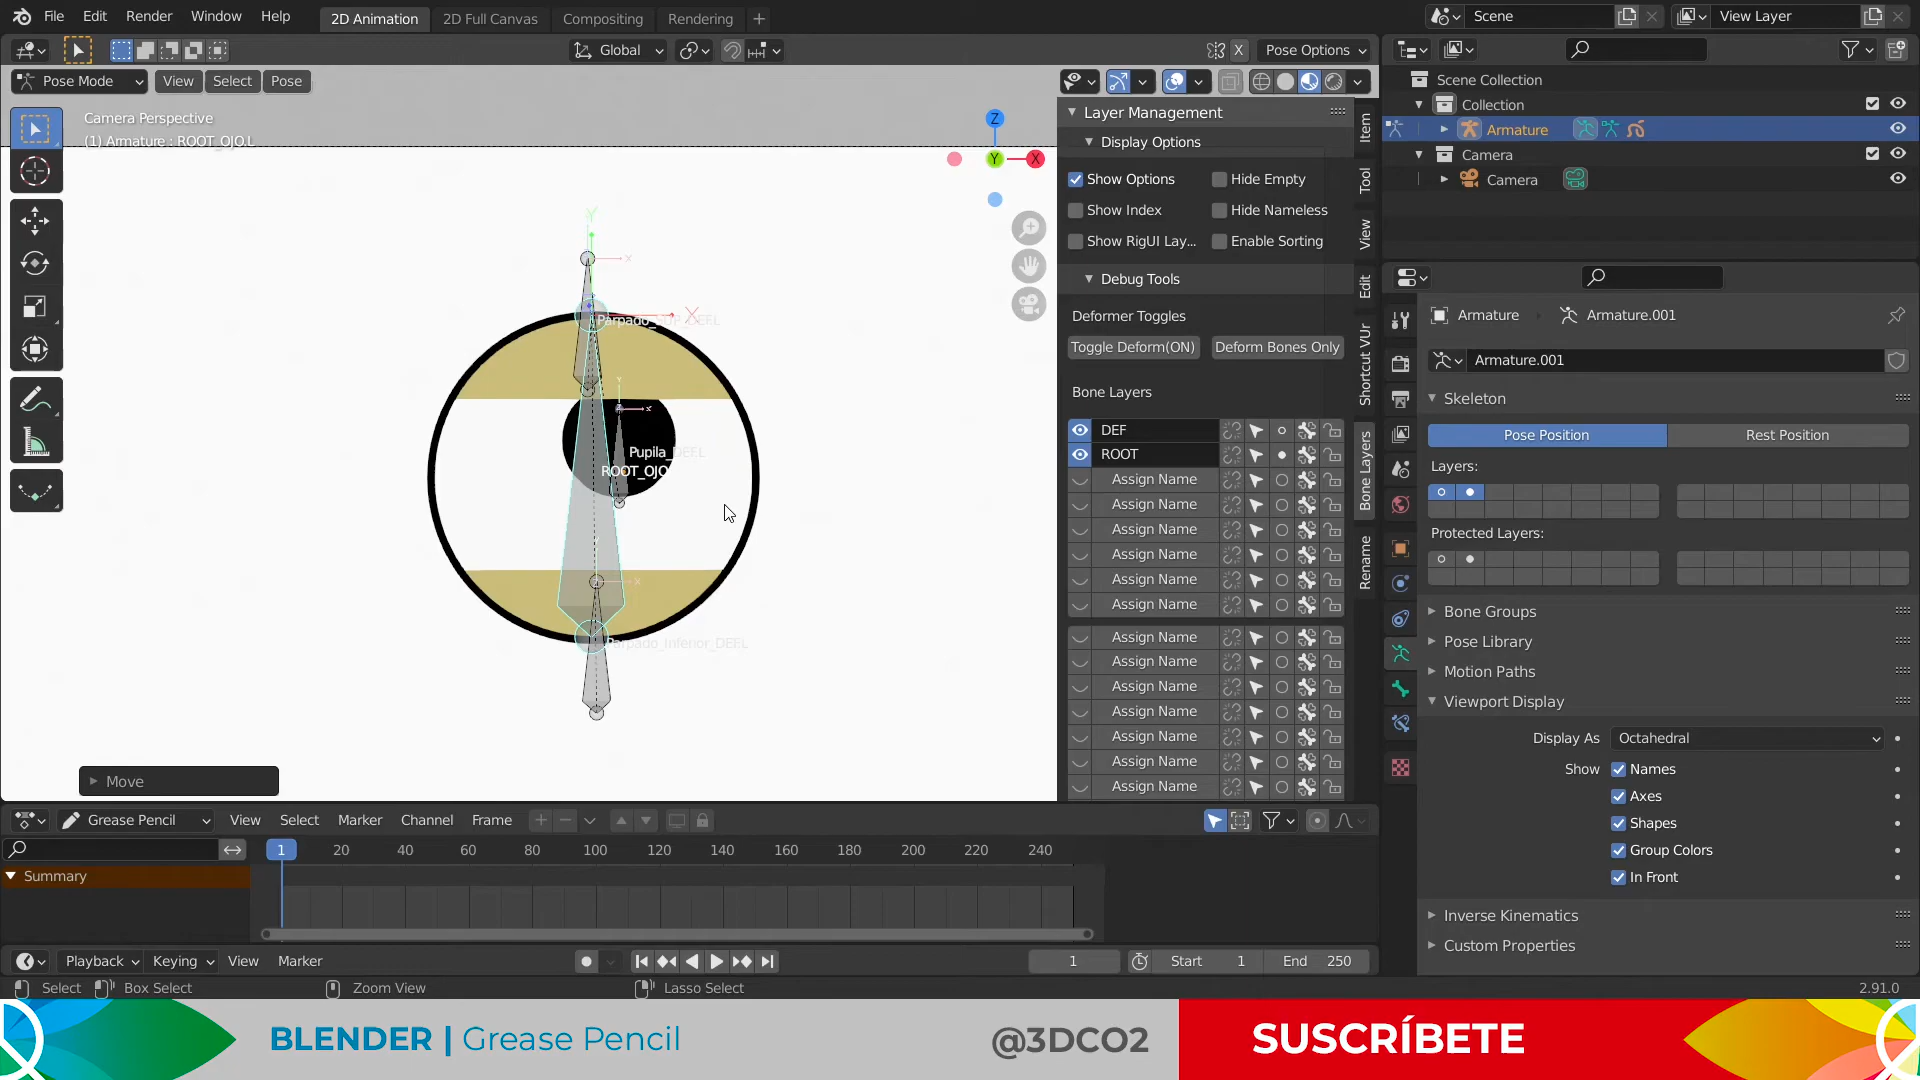 File Edit Render Window Help 2D Animation 2D Full Canvas Compositing Rendering Scene View Layer
Global X Pose Options
Pose Mode View Select Pose
Camera Perspective
(1) Armature : ROOT_OJO.L
Z
Y X
Y
X
X
Parpado_SUP_DEF.L
Y
X
Pupila_DEF.L
ROOT_OJO
X
Parpado_Inferior_DEF.L
Move
Layer Management
Display Options
Show Options Hide Empty
Show Index Hide Nameless
Show RigUI Lay... Enable Sorting
Debug Tools
Deformer Toggles
Toggle Deform(ON) Deform Bones Only
Bone Layers
DEF
ROOT
Assign Name
Assign Name
Assign Name
Assign Name
Assign Name
Assign Name
Assign Name
Assign Name
Assign Name
Assign Name
Assign Name
Assign Name
Assign Name
Item
Tool
View
Edit
Shortcut VUr
Bone Layers
Rename
Scene Collection
Collection
Armature
Camera
Camera
Armature Armature.001
Armature.001
Skeleton
Pose Position Rest Position
Layers:
Protected Layers:
Bone Groups
Pose Library
Motion Paths
Viewport Display
Display As Octahedral
Show Names
Axes
Shapes
Group Colors
In Front
Inverse Kinematics
Custom Properties
Grease Pencil View Select Marker Channel Frame
1 20 40 60 80 100 120 140 160 180 200 220 240
Summary
Playback Keying View Marker 1 Start 1 End 250
Select Box Select Zoom View Lasso Select 2.91.0
BLENDER | Grease Pencil @3DCO2 SUSCRÍBETE